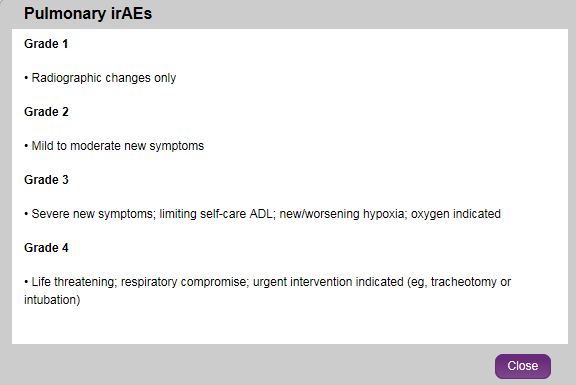 Pulmonary irAEs
Grade 1
• Radiographic changes only
Grade 2
• Mild to moderate new symptoms
Grade 3
• Severe new symptoms; limiting self-care ADL; new/worsening hypoxia; oxygen indicated
Grade 4
• Life threatening; respiratory compromise; urgent intervention indicated (eg, tracheotomy or
intubation)
Close